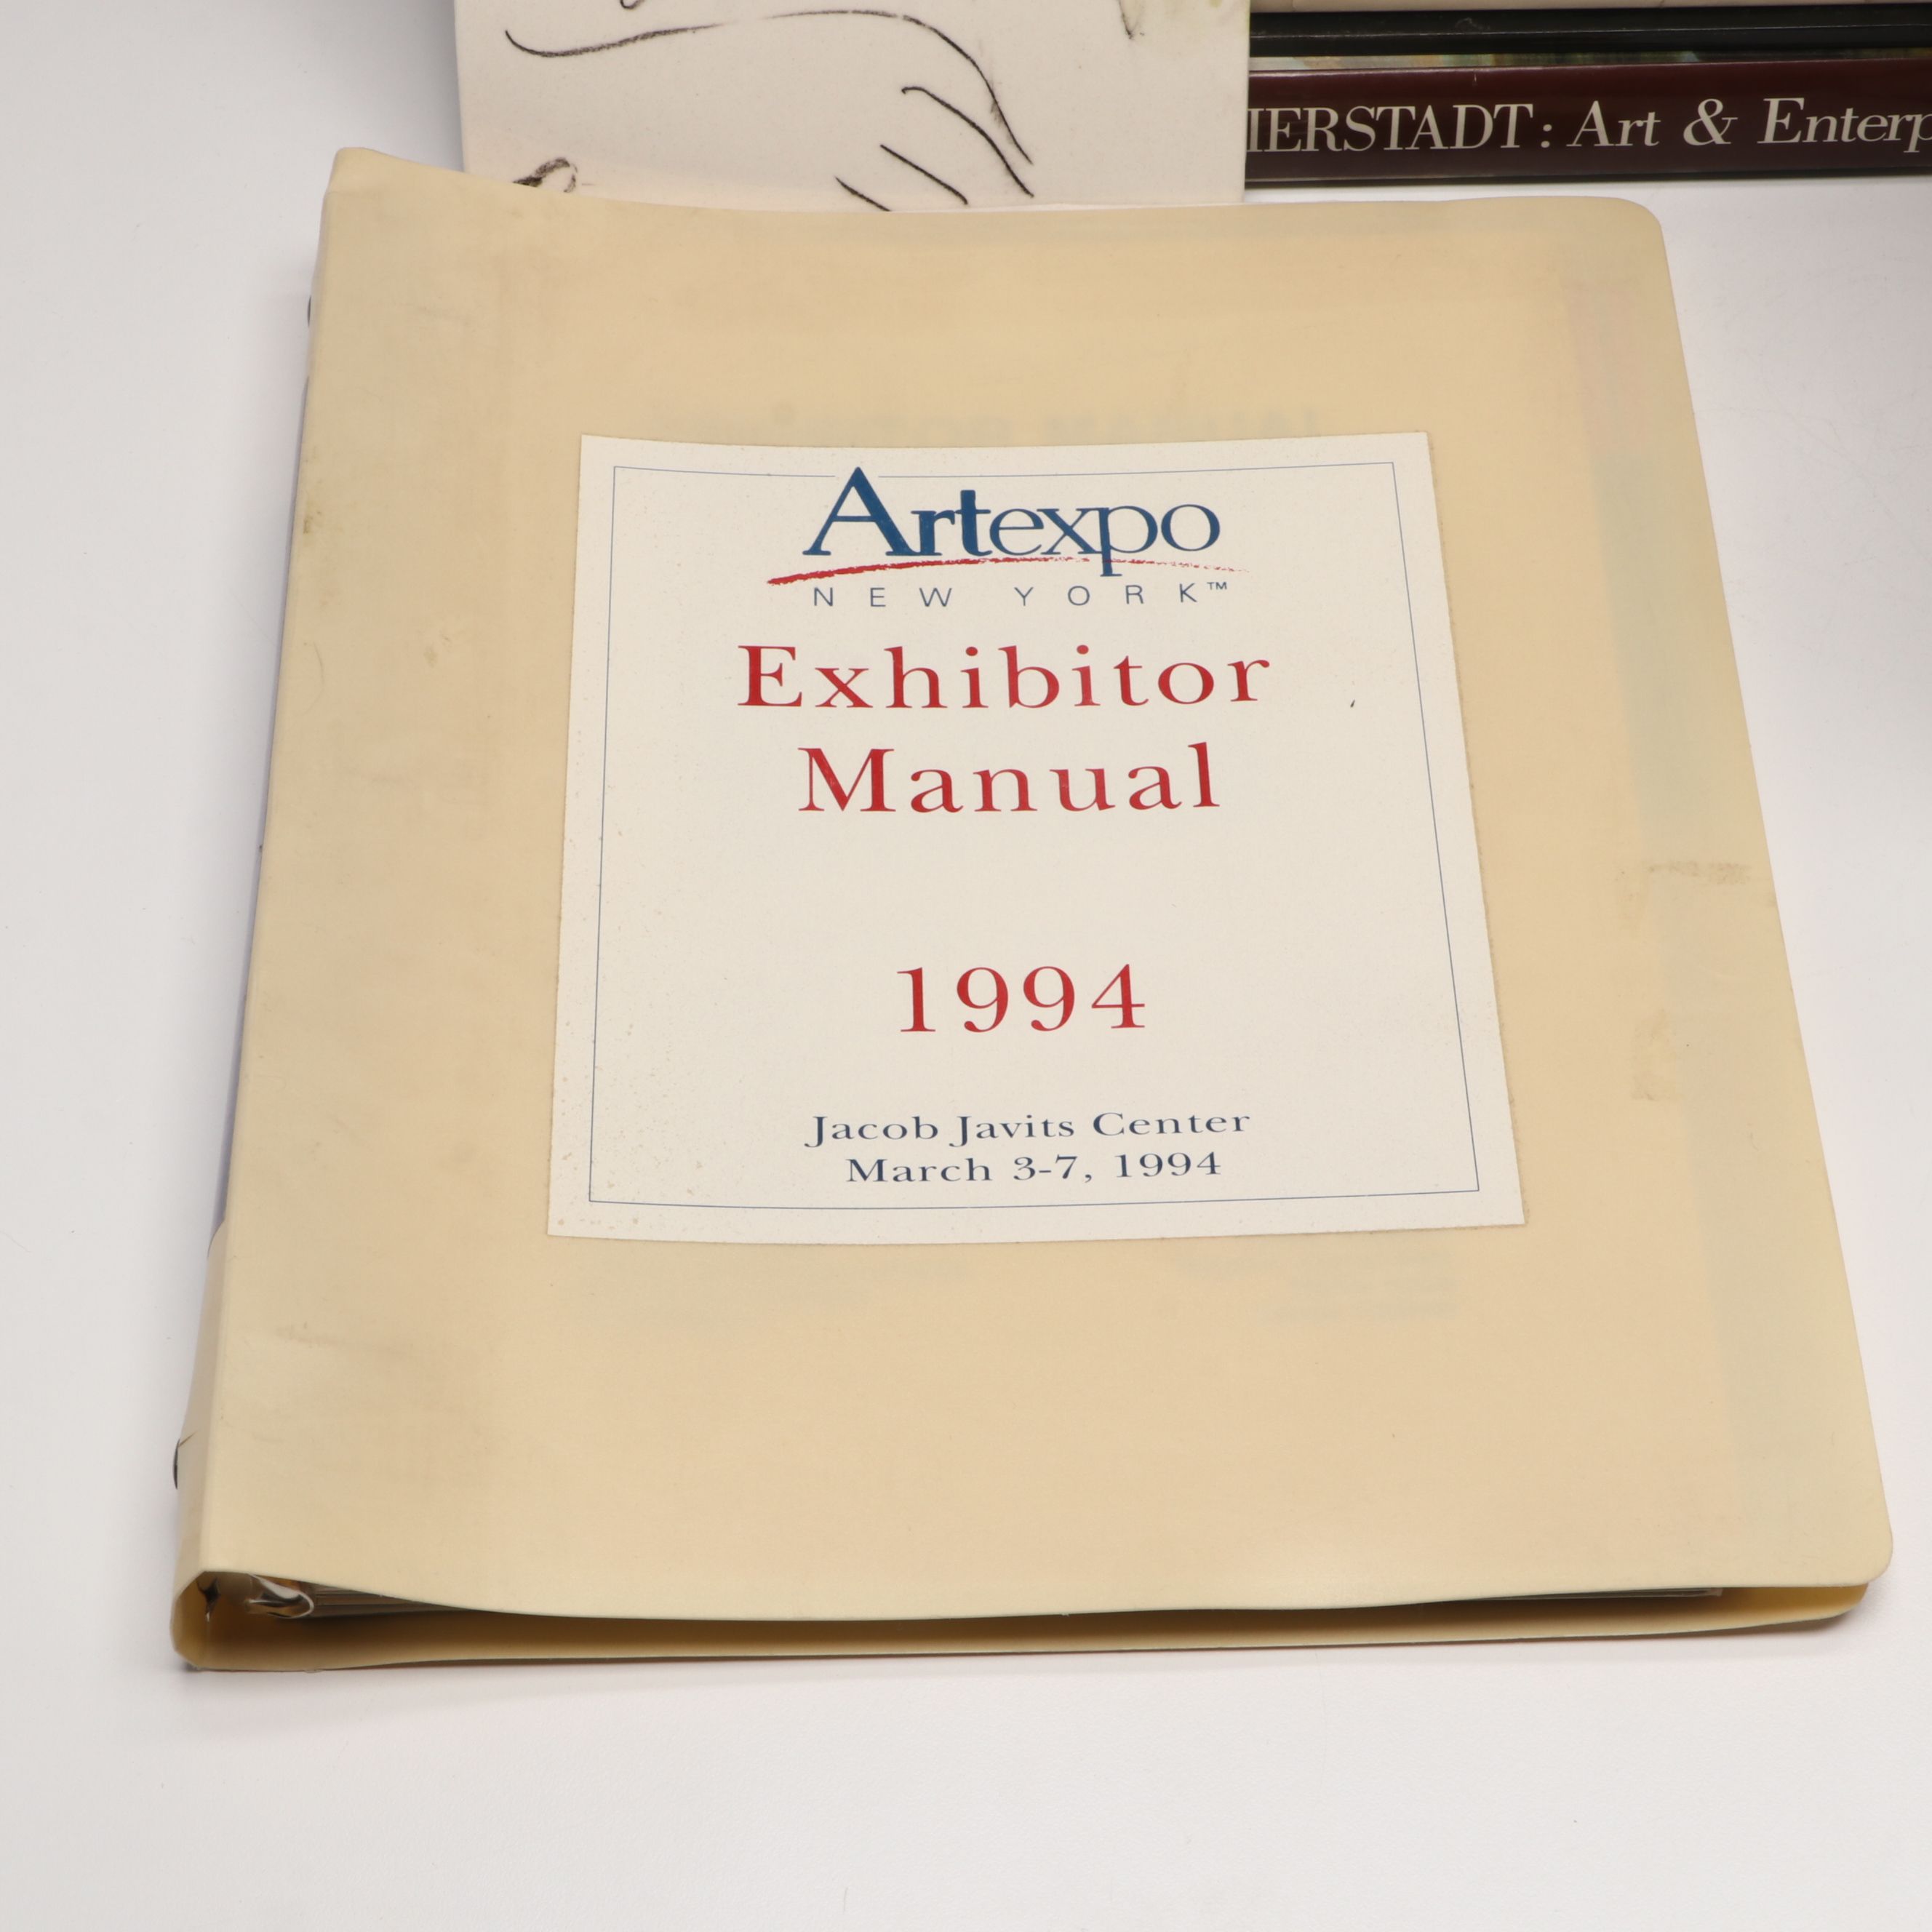 IERSTADT: Art & Enterp
Artexpo
NEW YORK™
Exhibitor
Manual
1994
Jacob Javits Center
March 3-7, 1994